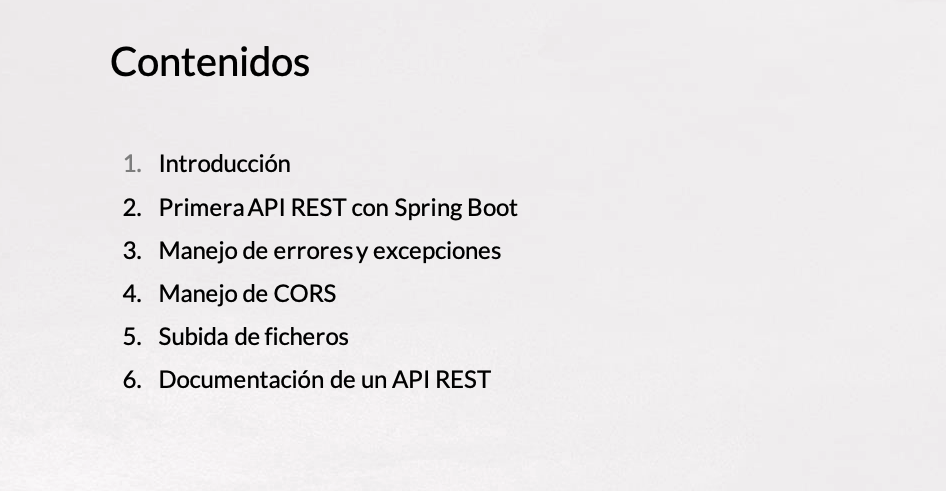 Contenidos
1. Introducción
2. Primera API REST con Spring Boot
3. Manejo de errores y excepciones
4. Manejo de CORS
5. Subida de ficheros
6. Documentación de un API REST